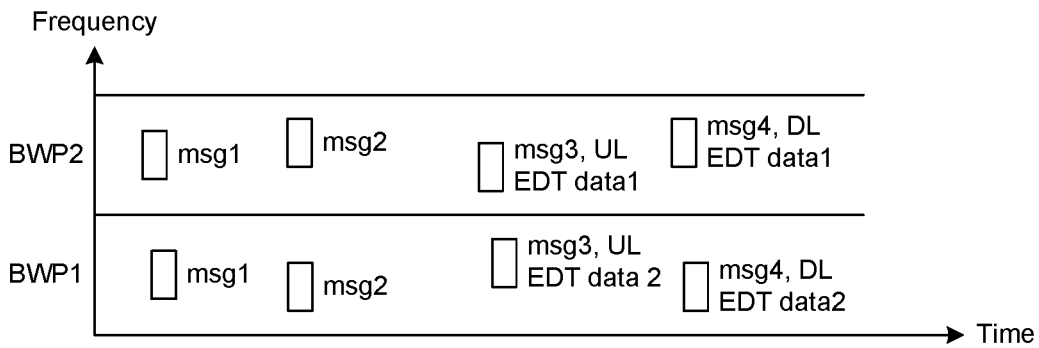 Frequency
BWP2
msg1
msg2
msg3, UL
EDT data1
msg4, DL
EDT data1
BWP1
msg1
msg2
msg3, UL
EDT data 2
msg4, DL
EDT data2
Time